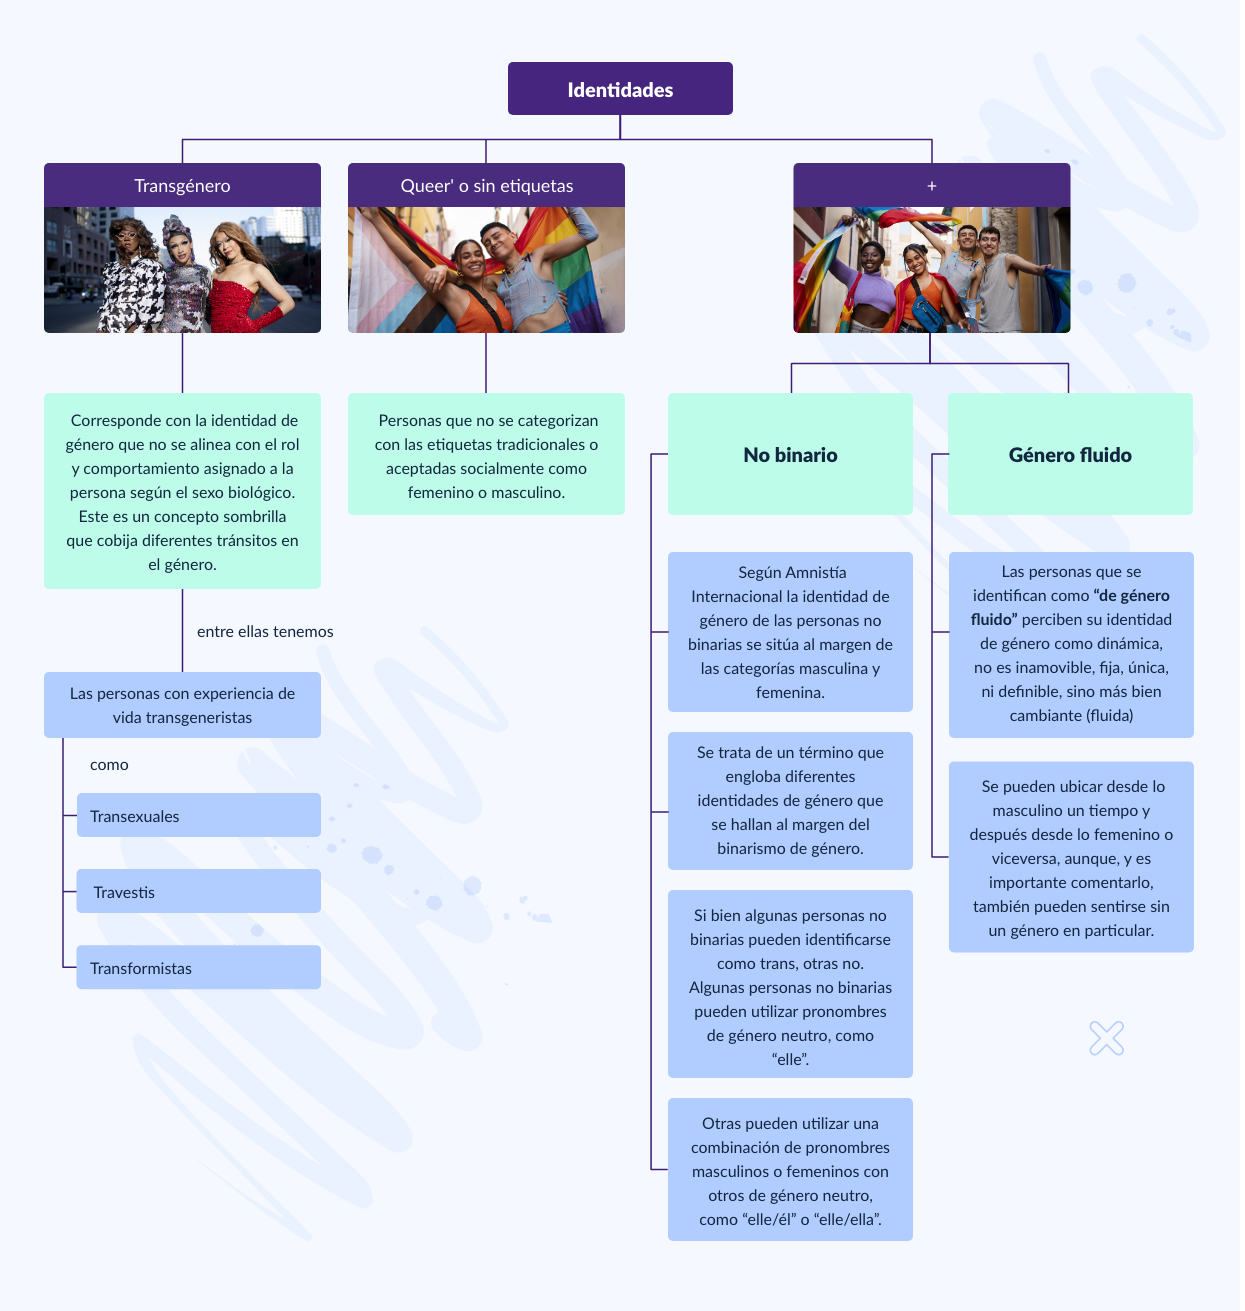 Identidades
Transgénero
Queer' o sin etiquetas
+
Corresponde con la identidad de
género que no se alinea con el rol
y comportamiento asignado a la
persona según el sexo biológico.
Este es un concepto sombrilla
que cobija diferentes tránsitos en
el género.
entre ellas tenemos
Las personas con experiencia de
vida transgeneristas
como
Transexuales
Travestis
Transformistas
Personas que no se categorizan
con las etiquetas tradicionales o
aceptadas socialmente como
femenino o masculino.
No binario
Según Amnistía
Internacional la identidad de
género de las personas no
binarias se sitúa al margen de
las categorías masculina y
femenina.
Se trata de un término que
engloba diferentes
identidades de género que
se hallan al margen del
binarismo de género.
Si bien algunas personas no
binarias pueden identificarse
como trans, otras no.
Algunas personas no binarias
pueden utilizar pronombres
de género neutro, como
“elle”.
Otras pueden utilizar una
combinación de pronombres
masculinos o femeninos con
otros de género neutro,
como “elle/él” o “elle/ella”.
Género fluido
Las personas que se
identifican como “de género
fluido” perciben su identidad
de género como dinámica,
no es inamovible, fija, única,
ni definible, sino más bien
cambiante (fluida)
Se pueden ubicar desde lo
masculino un tiempo y
después desde lo femenino o
viceversa, aunque, y es
importante comentarlo,
también pueden sentirse sin
un género en particular.